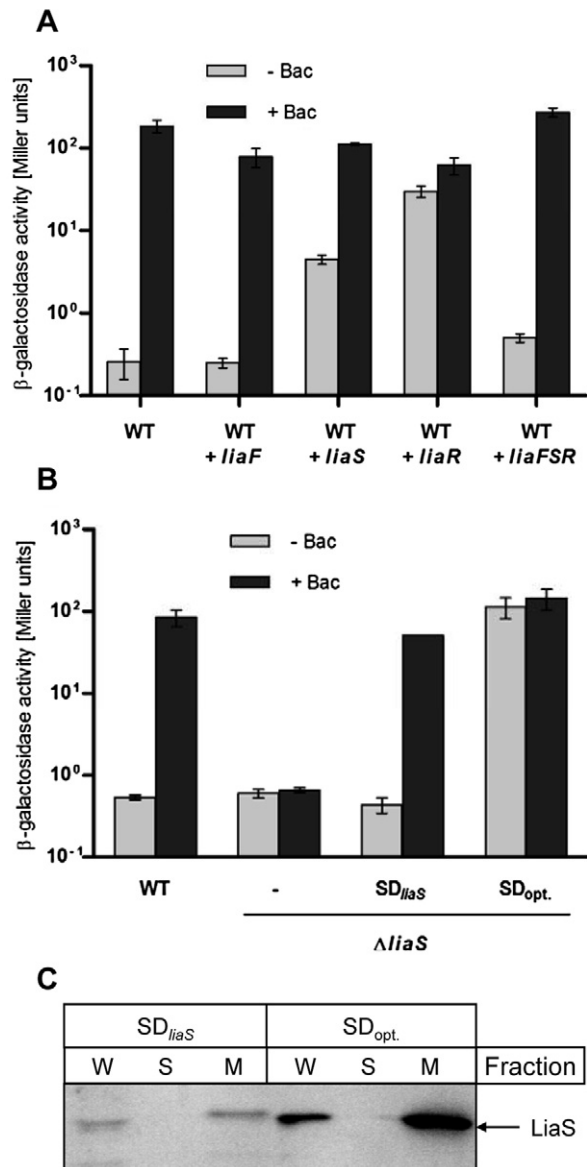 A
β-galactosidase activity [Miller units]
10³
10²
10¹
10⁰
10⁻¹
- Bac
+ Bac
WT
WT + liaF
WT + liaS
WT + liaR
WT + liaFSR
B
β-galactosidase activity [Miller units]
10³
10²
10¹
10⁰
10⁻¹
- Bac
+ Bac
WT
-
SDliaS
SDopt.
ΔliaS
C
SDliaS SDopt.
W S M W S M Fraction
LiaS